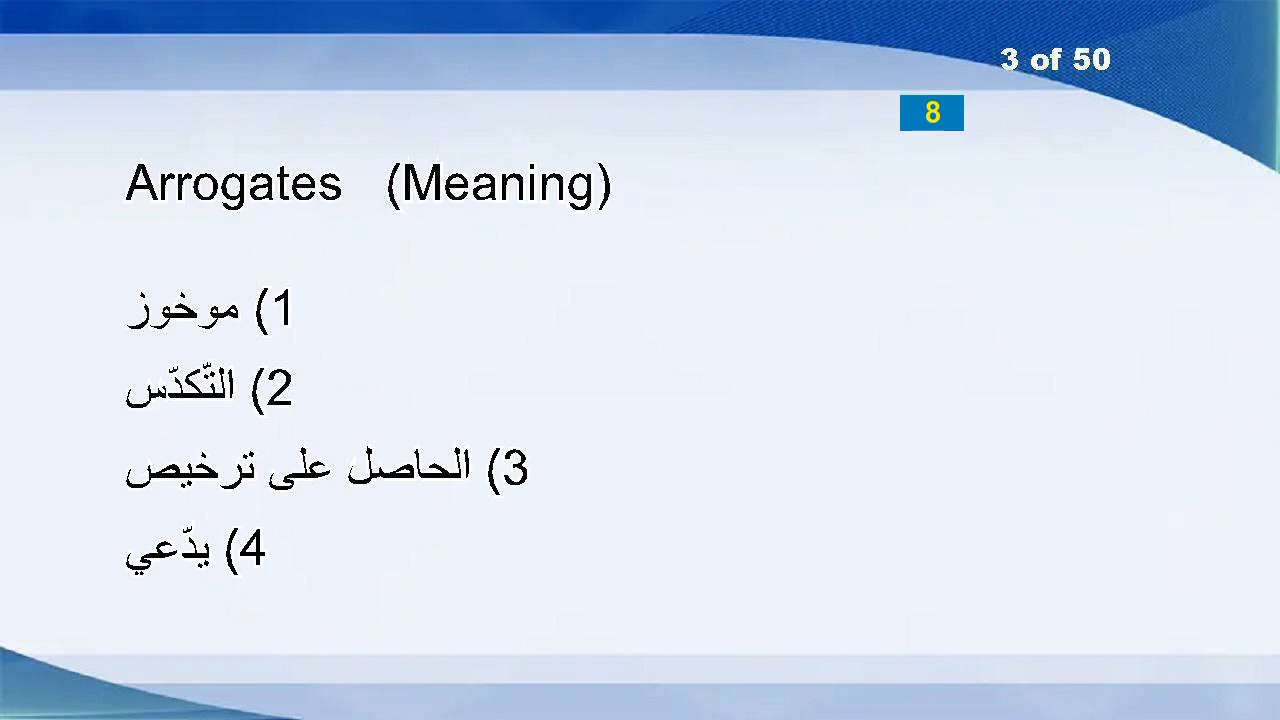 3 of 50
8
Arrogates (Meaning)
1) موخوز
2) التّكدّس
3) الحاصل على ترخيص
4) يدّعي